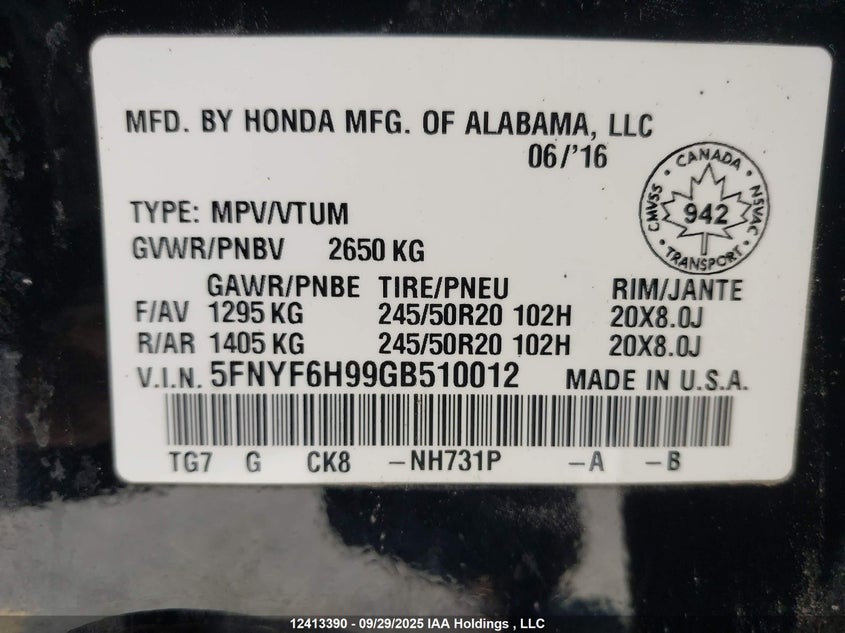 MFD. BY HONDA MFG. OF ALABAMA, LLC
06/'16
CANADA
CMVSS 942 NSVAC
TRANSPORT
TYPE: MPV/VTUM
GVWR/PNBV 2650 KG
GAWR/PNBE TIRE/PNEU RIM/JANTE
F/AV 1295 KG 245/50R20 102H 20X8.0J
R/AR 1405 KG 245/50R20 102H 20X8.0J
V.I.N. 5FNYF6H99GB510012 MADE IN U.S.A.
TG7 G CK8 -NH731P -A -B
12413390 - 09/29/2025 IAA Holdings , LLC